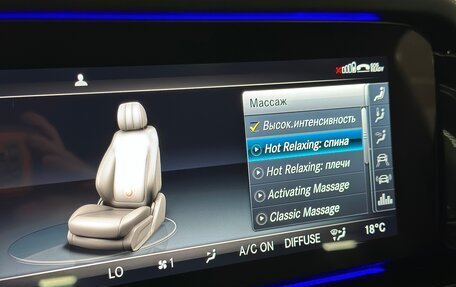 Массаж
Высок.интенсивность
Hot Relaxing: спина
Hot Relaxing: плечи
Activating Massage
Classic Massage
LO 1 A/C ON DIFFUSE 18°C